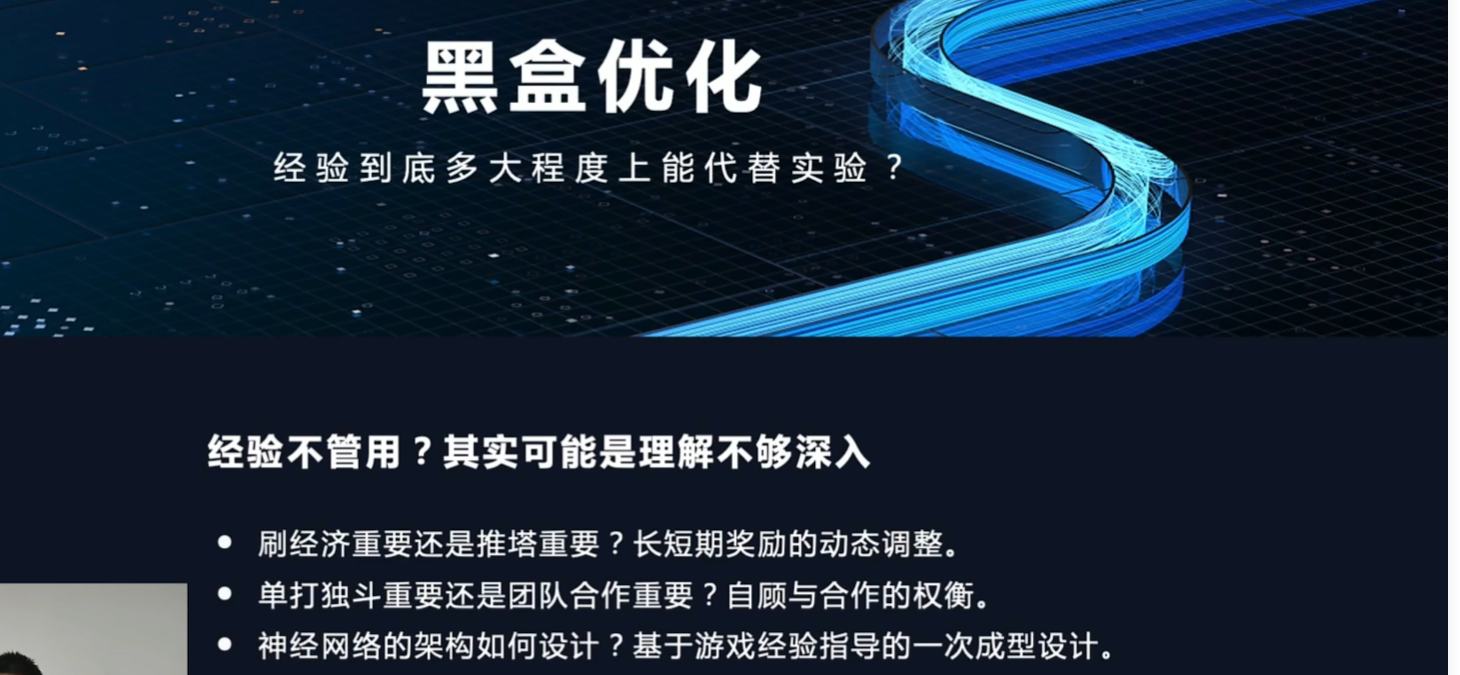 黑盒优化
经验到底多大程度上能代替实验？
经验不管用？其实可能是理解不够深入
● 刷经济重要还是推塔重要？长短期奖励的动态调整。
● 单打独斗重要还是团队合作重要？自顾与合作的权衡。
● 神经网络的架构如何设计？基于游戏经验指导的一次成型设计。